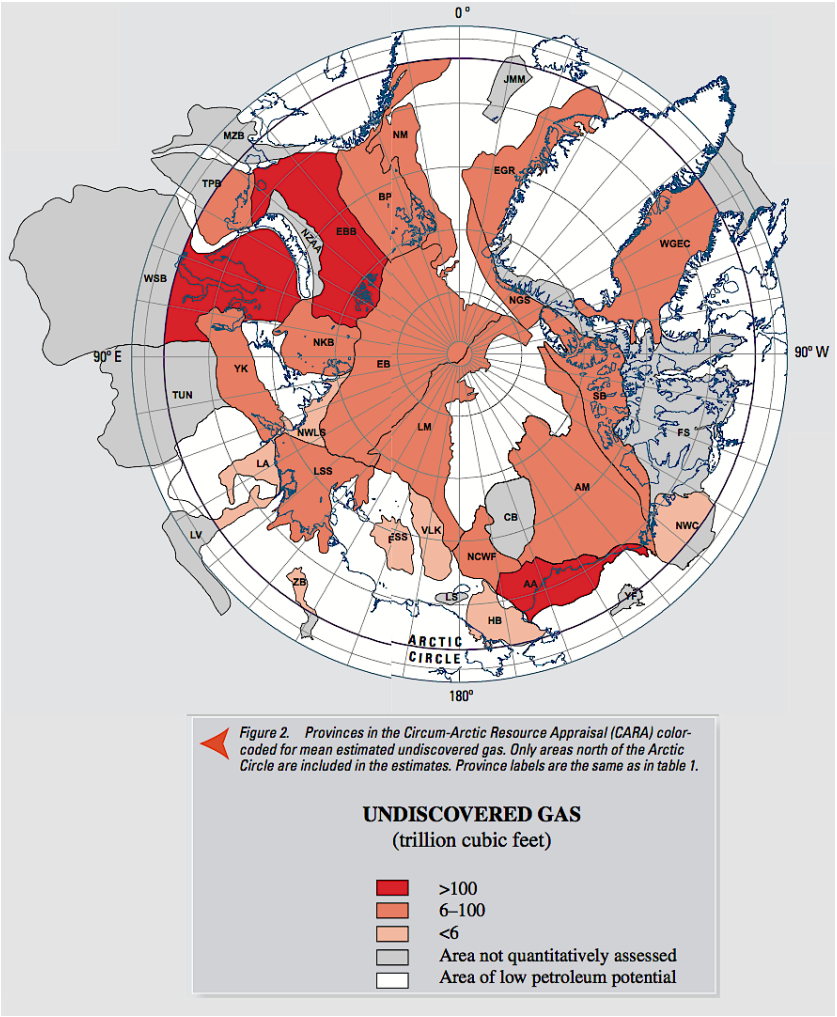 0°
JMM
MZB
NM
TPB
BP
EGR
EBB
NZAA
WGEC
WSB
NGS
NKB
90° E
90° W
YK
EB
TUN
SB
LM
NWLS
FS
LA
LSS
AM
CB
NWC
LV
ESS
VLK
NCWF
ZB
AA
LS
YF
HB
ARCTIC
CIRCLE
180°
Figure 2. Provinces in the Circum-Arctic Resource Appraisal (CARA) color-
coded for mean estimated undiscovered gas. Only areas north of the Arctic
Circle are included in the estimates. Province labels are the same as in table 1.
UNDISCOVERED GAS
(trillion cubic feet)
>100
6–100
<6
Area not quantitatively assessed
Area of low petroleum potential